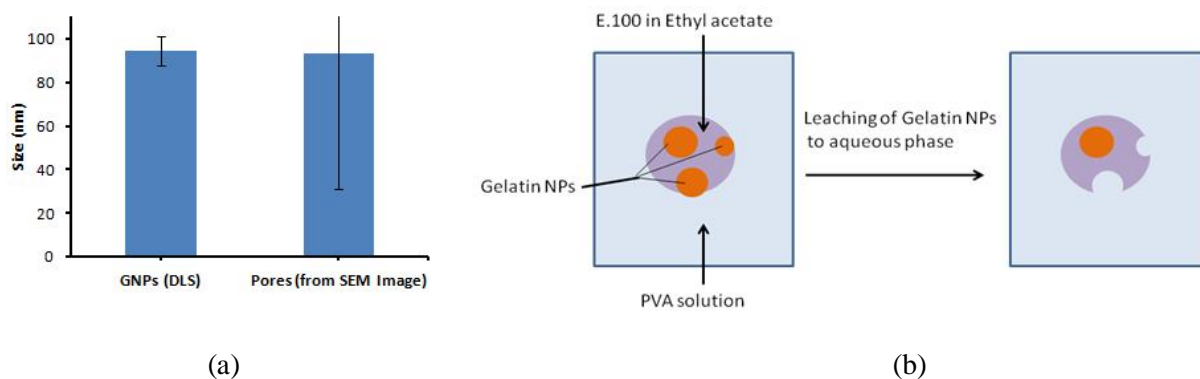 Size (nm)
100
80
60
40
20
0
GNPs (DLS)
Pores (from SEM Image)
(a)
E.100 in Ethyl acetate
Gelatin NPs
PVA solution
Leaching of Gelatin NPs
to aqueous phase
(b)